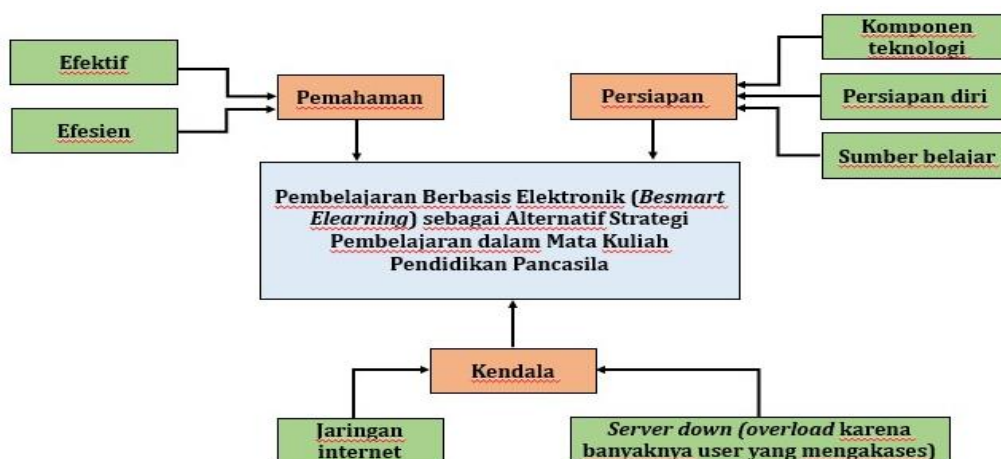 Efektif
Efesien
Pemahaman
Persiapan
Komponen
teknologi
Persiapan diri
Sumber belajar
Pembelajaran Berbasis Elektronik (Besmart
Elearning) sebagai Alternatif Strategi
Pembelajaran dalam Mata Kuliah
Pendidikan Pancasila
Kendala
Jaringan
internet
Server down (overload karena
banyaknya user yang mengakases)